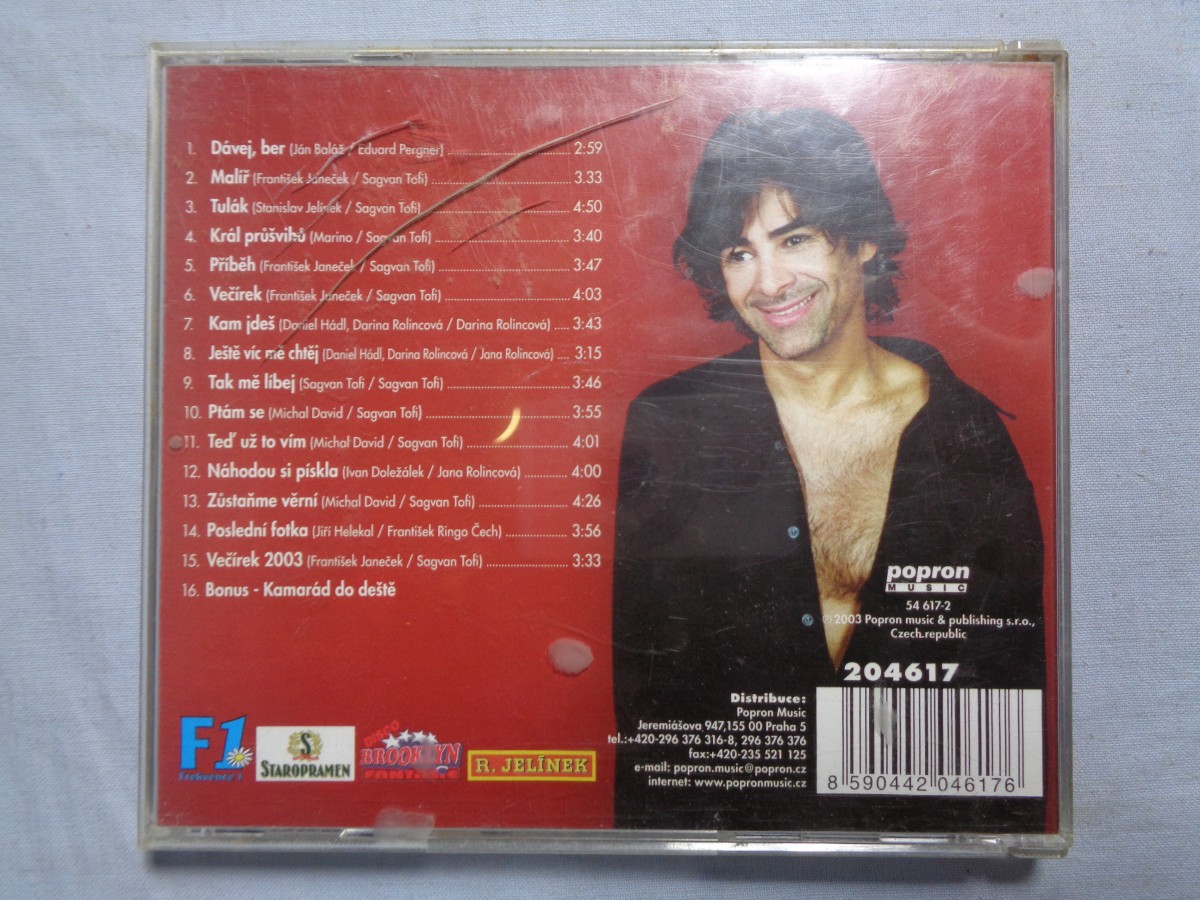 1. Dávej, ber (Ján Baláž / Eduard Pergner) 2:59
2. Malíř (František Janeček / Sagvan Tofi) 3.33
3. Tulák (Stanislav Jelínek / Sagvan Tofi) 4:50
4. Král průšvihů (Marino / Sagvan Tofi) 3:40
5. Příběh (František Janeček / Sagvan Tofi) 3:47
6. Večírek (František Janeček / Sagvan Tofi) 4:03
7. Kam jdeš (Daniel Hádl, Darina Rolincová / Darina Rolincová) 3:43
8. Ještě víc mě chtěj (Daniel Hádl, Darina Rolincová / Jana Rolincová) 3:15
9. Tak mě líbej (Sagvan Tofi / Sagvan Tofi) 3:46
10. Ptám se (Michal David / Sagvan Tofi) 3:55
11. Teď už to vím (Michal David / Sagvan Tofi) 4:01
12. Náhodou si pískla (Ivan Doležálek / Jana Rolincová) 4:00
13. Zůstaňme věrní (Michal David / Sagvan Tofi) 4:26
14. Poslední fotka (Jiří Helekal / František Ringo Čech) 3:56
15. Večírek 2003 (František Janeček / Sagvan Tofi) 3:33
16. Bonus - Kamarád do deště
popron
MUSIC
54 617-2
© 2003 Popron music & publishing s.r.o.,
Czech.republic
204617
Distribuce:
Popron Music
Jeremiášova 947,155 00 Praha 5
tel.:+420-296 376 316-8, 296 376 376
fax:+420-235 521 125
e-mail: popron.music@popron.cz
internet: www.popronmusic.cz
8 590442 046176
F1
Frekvence 1
S
STAROPRAMEN
DISCO
BROOKLYN
FANTASIE
R. JELÍNEK